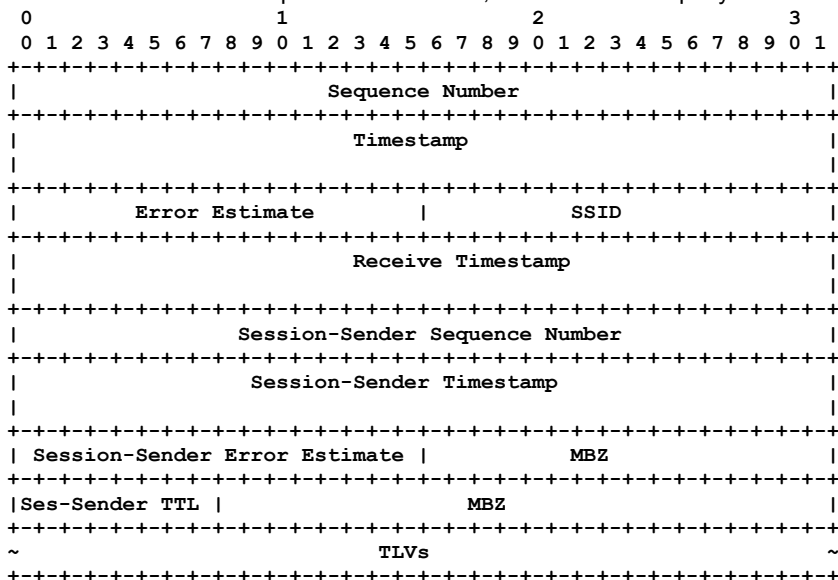 0                   1                   2                   3
 0 1 2 3 4 5 6 7 8 9 0 1 2 3 4 5 6 7 8 9 0 1 2 3 4 5 6 7 8 9 0 1
+-+-+-+-+-+-+-+-+-+-+-+-+-+-+-+-+-+-+-+-+-+-+-+-+-+-+-+-+-+-+-+-+
|                        Sequence Number                        |
+-+-+-+-+-+-+-+-+-+-+-+-+-+-+-+-+-+-+-+-+-+-+-+-+-+-+-+-+-+-+-+-+
|                          Timestamp                            |
|                                                               |
+-+-+-+-+-+-+-+-+-+-+-+-+-+-+-+-+-+-+-+-+-+-+-+-+-+-+-+-+-+-+-+-+
|         Error Estimate        |           SSID                |
+-+-+-+-+-+-+-+-+-+-+-+-+-+-+-+-+-+-+-+-+-+-+-+-+-+-+-+-+-+-+-+-+
|                          Receive Timestamp                    |
|                                                               |
+-+-+-+-+-+-+-+-+-+-+-+-+-+-+-+-+-+-+-+-+-+-+-+-+-+-+-+-+-+-+-+-+
|                 Session-Sender Sequence Number                |
+-+-+-+-+-+-+-+-+-+-+-+-+-+-+-+-+-+-+-+-+-+-+-+-+-+-+-+-+-+-+-+-+
|                  Session-Sender Timestamp                     |
|                                                               |
+-+-+-+-+-+-+-+-+-+-+-+-+-+-+-+-+-+-+-+-+-+-+-+-+-+-+-+-+-+-+-+-+
| Session-Sender Error Estimate |           MBZ                 |
+-+-+-+-+-+-+-+-+-+-+-+-+-+-+-+-+-+-+-+-+-+-+-+-+-+-+-+-+-+-+-+-+
|Ses-Sender TTL |                   MBZ                         |
+-+-+-+-+-+-+-+-+-+-+-+-+-+-+-+-+-+-+-+-+-+-+-+-+-+-+-+-+-+-+-+-+
~                            TLVs                               ~
+-+-+-+-+-+-+-+-+-+-+-+-+-+-+-+-+-+-+-+-+-+-+-+-+-+-+-+-+-+-+-+-+